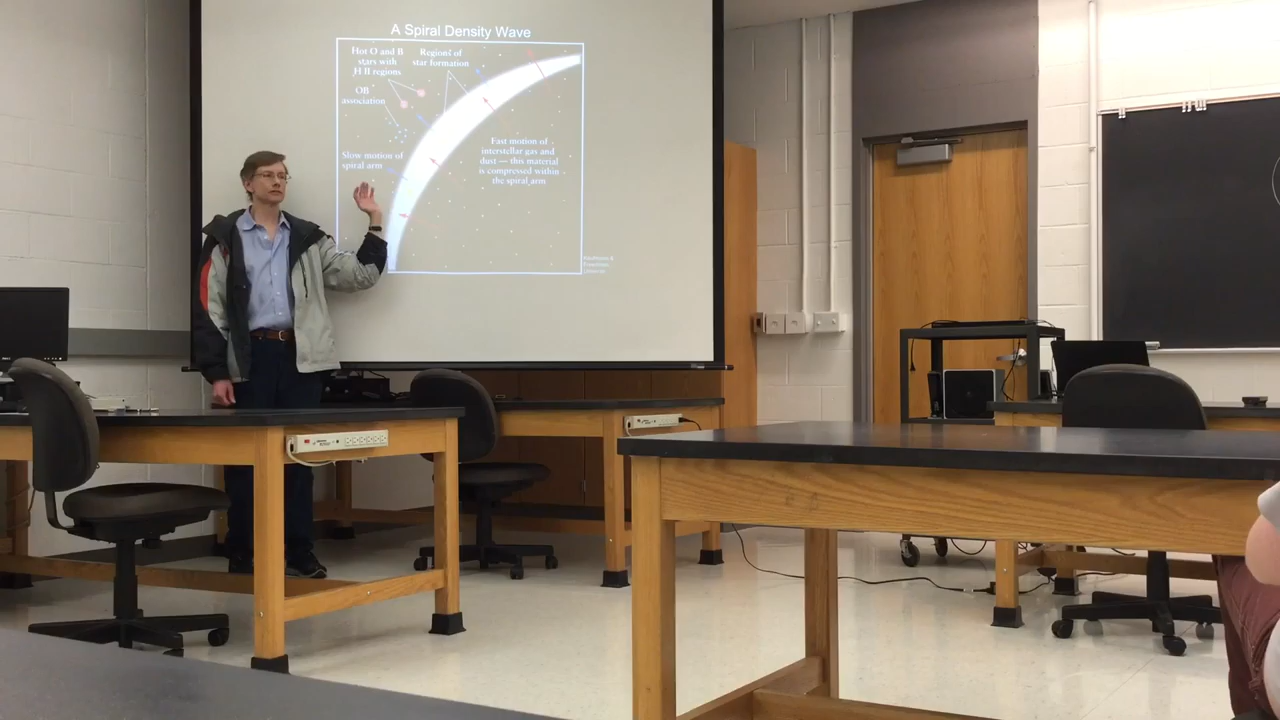 A Spiral Density Wave
Hot O and B
stars with
H II regions
Regions of
star formation
OB
association
Slow motion of
spiral arm
Fast motion of
interstellar gas and
dust — this material
is compressed within
the spiral arm